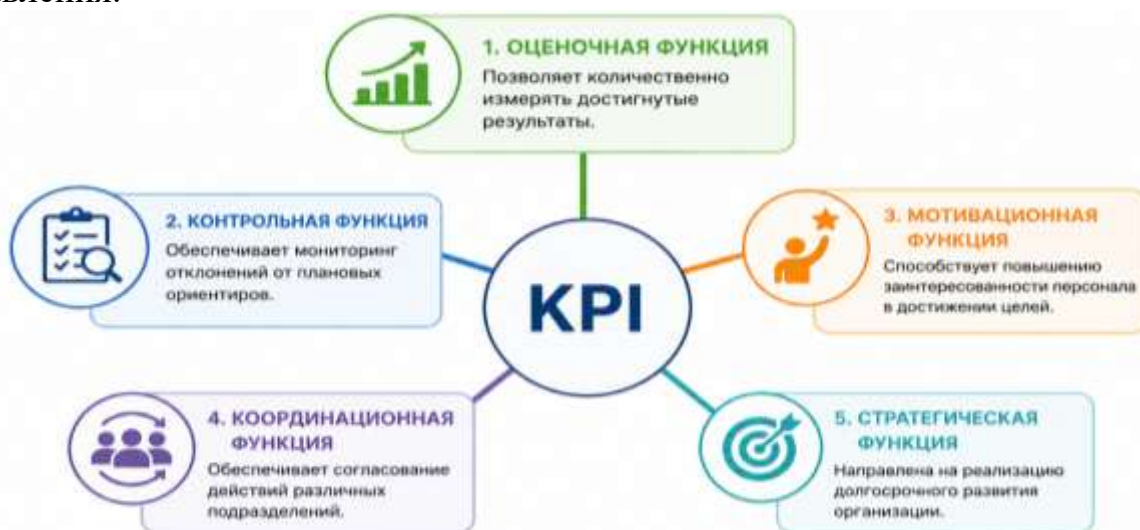 1. ОЦЕНОЧНАЯ ФУНКЦИЯ
Позволяет количественно
измерять достигнутые
результаты.
2. КОНТРОЛЬНАЯ ФУНКЦИЯ
Обеспечивает мониторинг
отклонений от плановых
ориентиров.
3. МОТИВАЦИОННАЯ
ФУНКЦИЯ
Способствует повышению
заинтересованности персонала
в достижении целей.
KPI
4. КООРДИНАЦИОННАЯ
ФУНКЦИЯ
Обеспечивает согласование
действий различных
подразделений.
5. СТРАТЕГИЧЕСКАЯ
ФУНКЦИЯ
Направлена на реализацию
долгосрочного развития
организации.